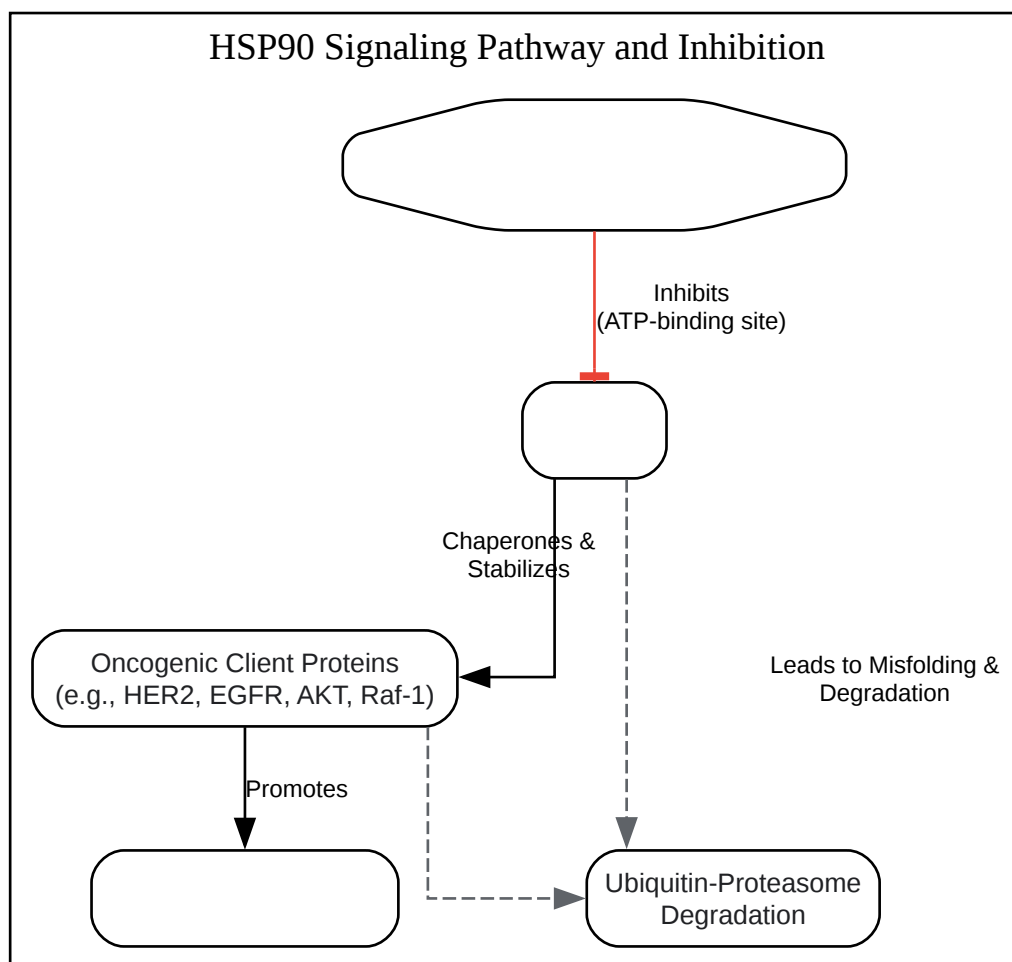 HSP90 Signaling Pathway and Inhibition
Inhibits
(ATP-binding site)
Chaperones &
Stabilizes
Oncogenic Client Proteins
(e.g., HER2, EGFR, AKT, Raf-1)
Leads to Misfolding &
Degradation
Promotes
Ubiquitin-Proteasome
Degradation